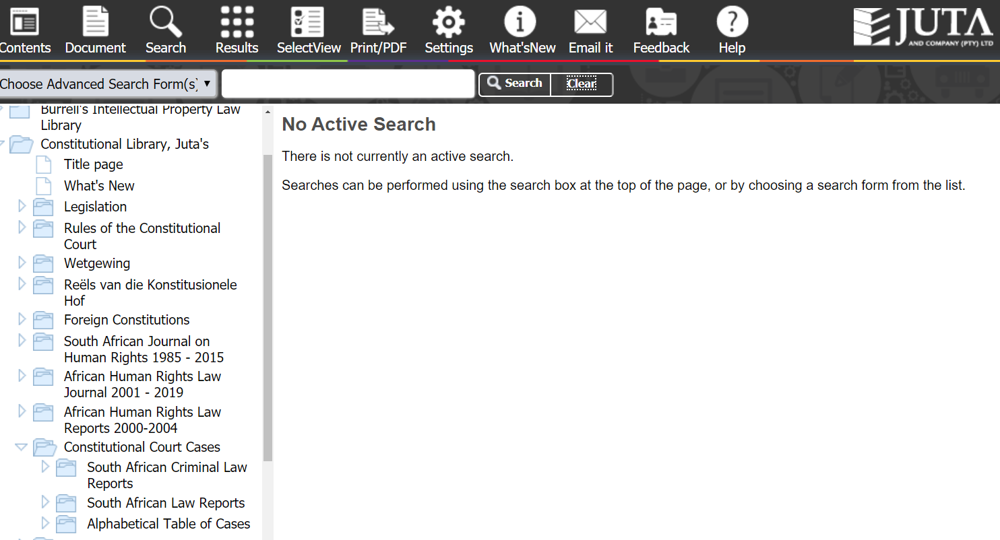 Contents Document Search Results SelectView Print/PDF Settings What'sNew Email it Feedback Help
JUTA
AND COMPANY (PTY) LTD
Choose Advanced Search Form(s) Search Clear
Burrell's Intellectual Property Law
Library
Constitutional Library, Juta's
Title page
What's New
Legislation
Rules of the Constitutional
Court
Wetgewing
Reëls van die Konstitusionele
Hof
Foreign Constitutions
South African Journal on
Human Rights 1985 - 2015
African Human Rights Law
Journal 2001 - 2019
African Human Rights Law
Reports 2000-2004
Constitutional Court Cases
South African Criminal Law
Reports
South African Law Reports
Alphabetical Table of Cases
No Active Search
There is not currently an active search.
Searches can be performed using the search box at the top of the page, or by choosing a search form from the list.